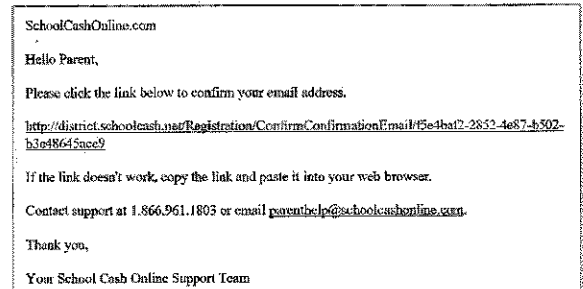 SchoolCashOnline.com
Hello Parent,
Please click the link below to confirm your email address.
http://district.schoolcash.net/Registration/ConfirmConfirmationEmail/f5e4baf2-2852-4e87-b502-
b3e48645ace9
If the link doesn't work, copy the link and paste it into your web browser.
Contact support at 1.866.961.1803 or email parenthelp@schoolcashonline.com.
Thank you,
Your School Cash Online Support Team